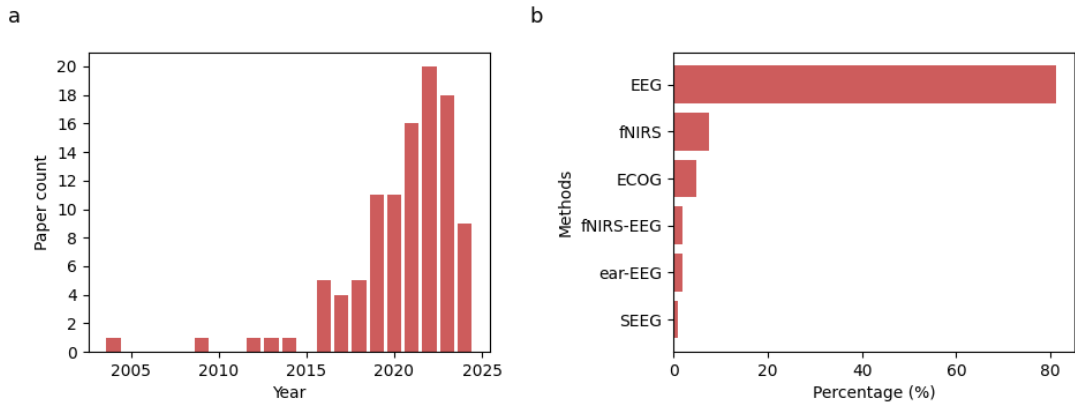 a
20
18
16
14
12
10
8
6
4
2
0
Paper count
2005 2010 2015 2020 2025
Year
b
EEG
fNIRS
ECOG
fNIRS-EEG
ear-EEG
SEEG
Methods
0 20 40 60 80
Percentage (%)